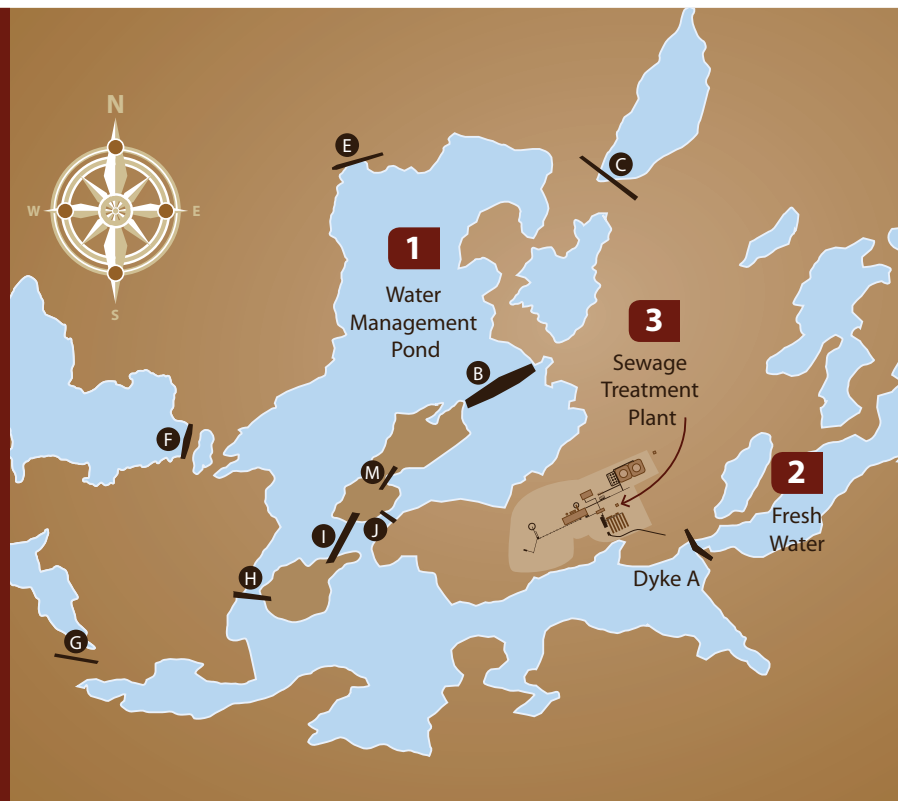 N
W
E
S
E
C
1
Water
Management
Pond
3
Sewage
Treatment
Plant
B
F
M
2
Fresh
Water
I
J
Dyke A
H
G